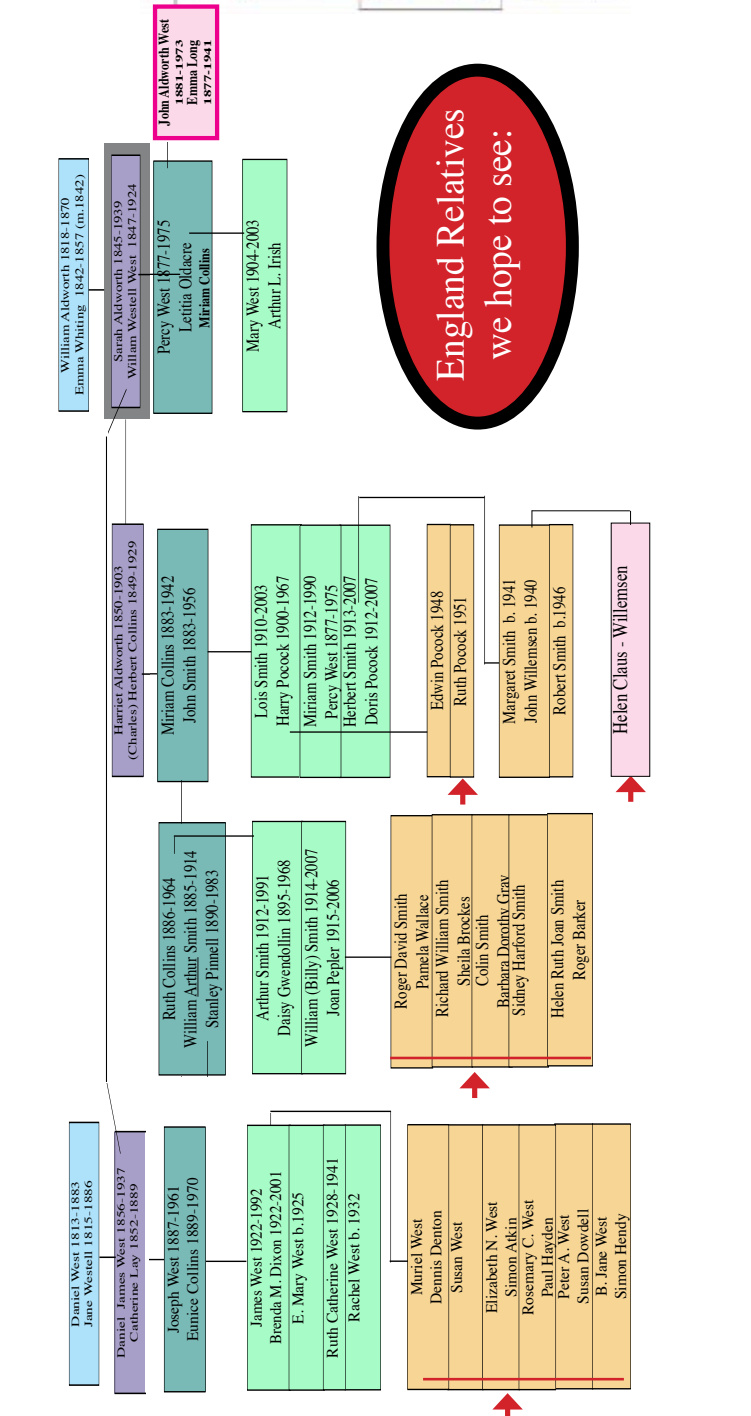 Daniel West 1813-1883
Jane Westell 1815-1886
Daniel James West 1856-1937
Catherine Lay 1852-1889
Joseph West 1887-1961
Eunice Collins 1889-1970
James West 1922-1992
Brenda M. Dixon 1922-2001
E. Mary West b.1925
Ruth Catherine West 1928-1941
Rachel West b. 1932
Muriel West
Dennis Denton
Susan West
Elizabeth N. West
Simon Atkin
Rosemary C. West
Paul Hayden
Peter A. West
Susan Dowdell
B. Jane West
Simon Hendy
Ruth Collins 1886-1964
William Arthur Smith 1885-1914
Stanley Pinnell 1890-1983
Arthur Smith 1912-1991
Daisy Gwendollin 1895-1968
William (Billy) Smith 1914-2007
Joan Pepler 1915-2006
Roger David Smith
Pamela Wallace
Richard William Smith
Sheila Brockes
Colin Smith
Barbara Dorothy Gray
Sidney Harford Smith
Helen Ruth Joan Smith
Roger Barker
Harriet Aldworth 1850-1903
(Charles) Herbert Collins 1849-1929
Miriam Collins 1883-1942
John Smith 1883-1956
Lois Smith 1910-2003
Harry Pocock 1900-1967
Miriam Smith 1912-1990
Percy West 1877-1975
Herbert Smith 1913-2007
Doris Pocock 1912-2007
Edwin Pocock 1948
Ruth Pocock 1951
Margaret Smith b. 1941
John Willemsen b. 1940
Robert Smith b.1946
Helen Claus - Willemsen
William Aldworth 1818-1870
Emma Whiting 1842-1857 (m.1842)
Sarah Aldworth 1845-1939
Willam Westell West 1847-1924
Percy West 1877-1975
Letitia Oldacre
Miriam Collins
Mary West 1904-2003
Arthur L. Irish
John Aldworth West
1881-1973
Emma Long
1877-1941
England Relatives
we hope to see: